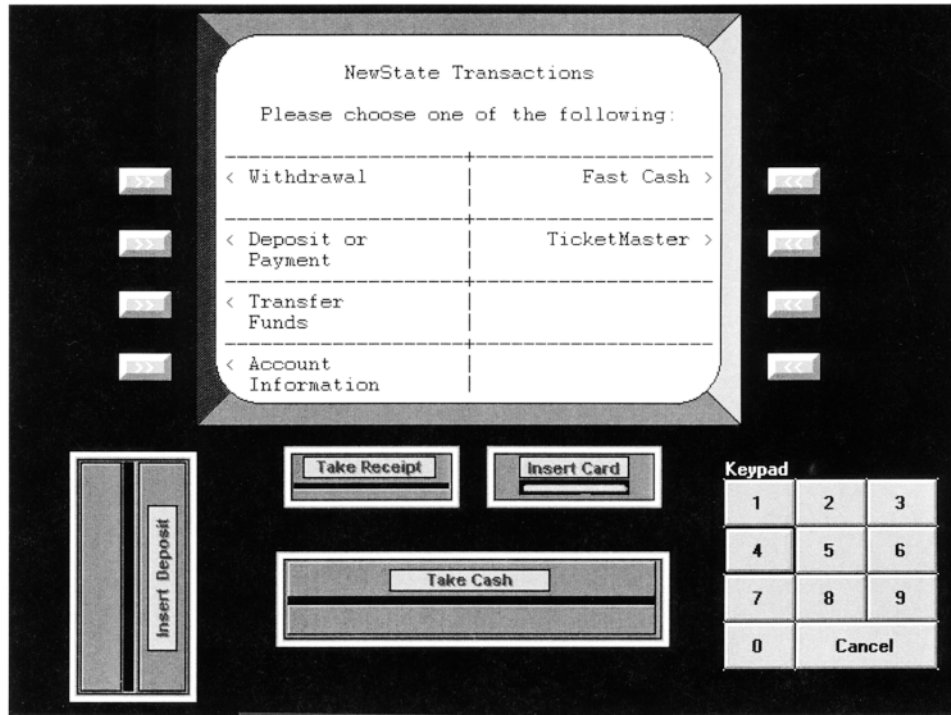 NewState Transactions
Please choose one of the following:
>> < Withdrawal Fast Cash > <<
>> < Deposit or TicketMaster > <<
Payment
>> < Transfer <<
Funds
>> < Account <<
Information
Take Receipt
Insert Card
Keypad
1 2 3
4 5 6
7 8 9
0 Cancel
Insert Deposit
Take Cash